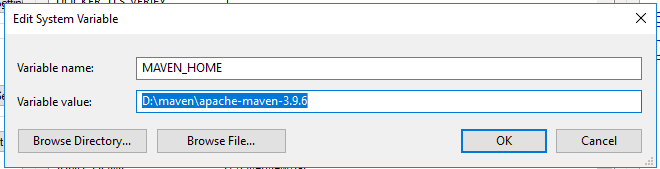 DOCKER_TLS_VERIFY
Edit System Variable
Variable name:
MAVEN_HOME
Variable value:
D:\maven\apache-maven-3.9.6
Browse Directory...
Browse File...
OK
Cancel